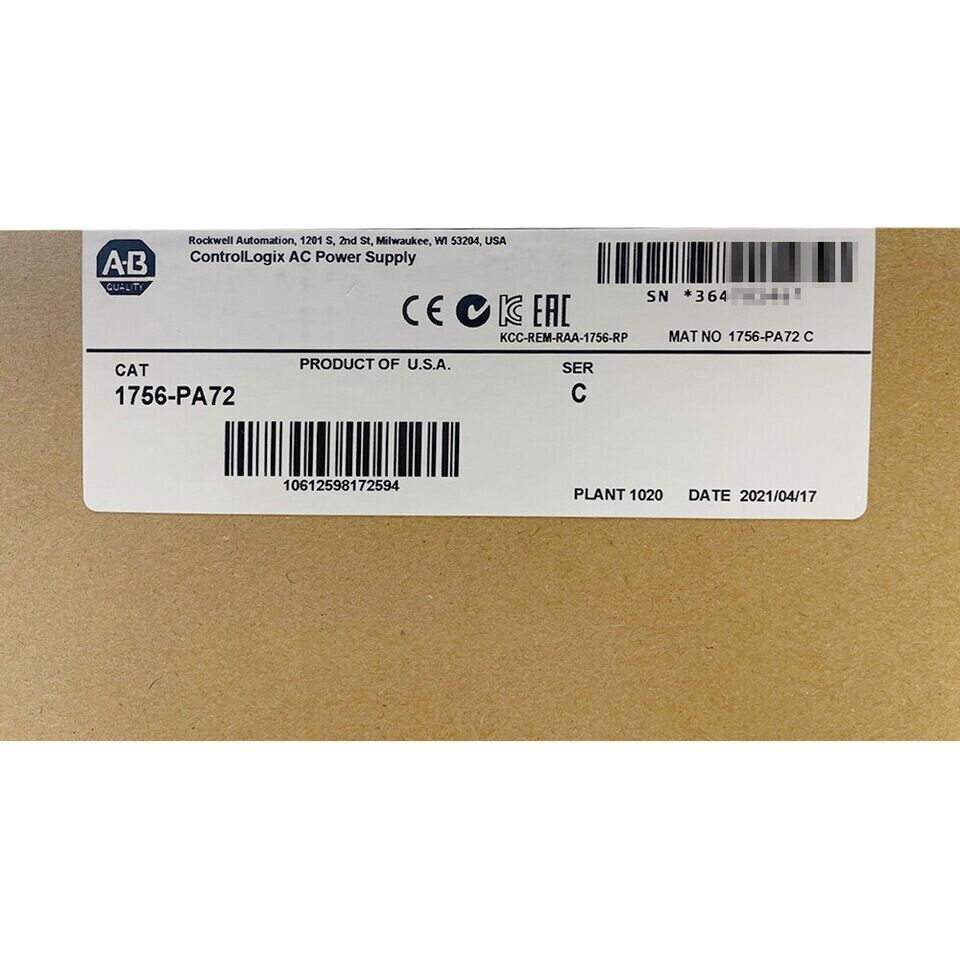 A-B
QUALITY
Rockwell Automation, 1201 S, 2nd St, Milwaukee, WI 53204, USA
ControlLogix AC Power Supply
CE EAC
KCC-REM-RAA-1756-RP
SN *364
MAT NO 1756-PA72 C
CAT
1756-PA72
PRODUCT OF U.S.A.
SER
C
10612598172594
PLANT 1020 DATE 2021/04/17